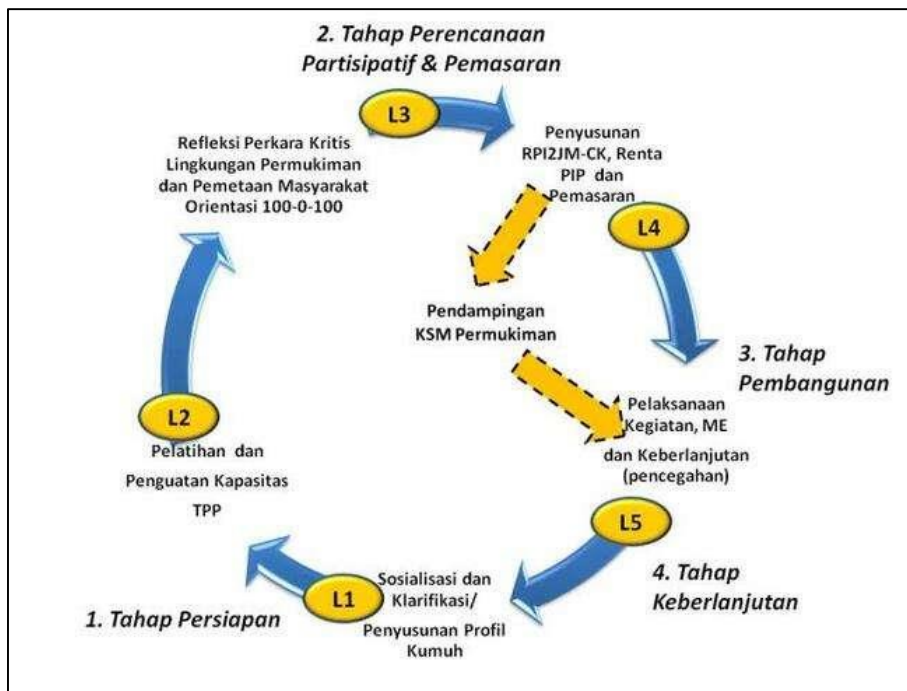 2. Tahap Perencanaan
Partisipatif & Pemasaran
L3
Refleksi Perkara Kritis
Lingkungan Permukiman
dan Pemetaan Masyarakat
Orientasi 100-0-100
Penyusunan
RPI2JM-CK, Renta
PIP dan
Pemasaran
L4
Pendampingan
KSM Permukiman
3. Tahap
Pembangunan
Pelaksanaan
Kegiatan, ME
dan Keberlanjutan
(pencegahan)
L2
Pelatihan dan
Penguatan Kapasitas
TPP
L5
4. Tahap
Keberlanjutan
L1
Sosialisasi dan
Klarifikasi/
Penyusunan Profil
Kumuh
1. Tahap Persiapan